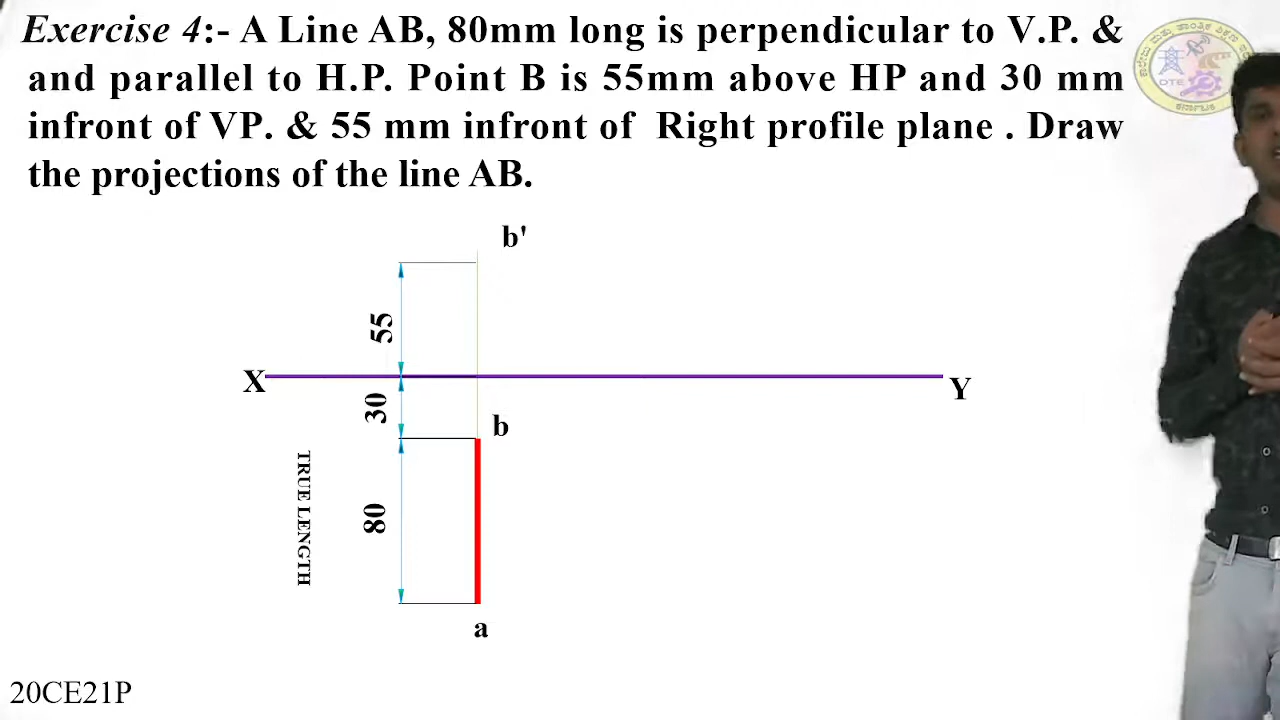 Exercise 4:- A Line AB, 80mm long is perpendicular to V.P. &
and parallel to H.P. Point B is 55mm above HP and 30 mm
infront of VP. & 55 mm infront of Right profile plane . Draw
the projections of the line AB.
b'
55
X
Y
30
b
TRUE LENGTH
80
a
20CE21P
DTE